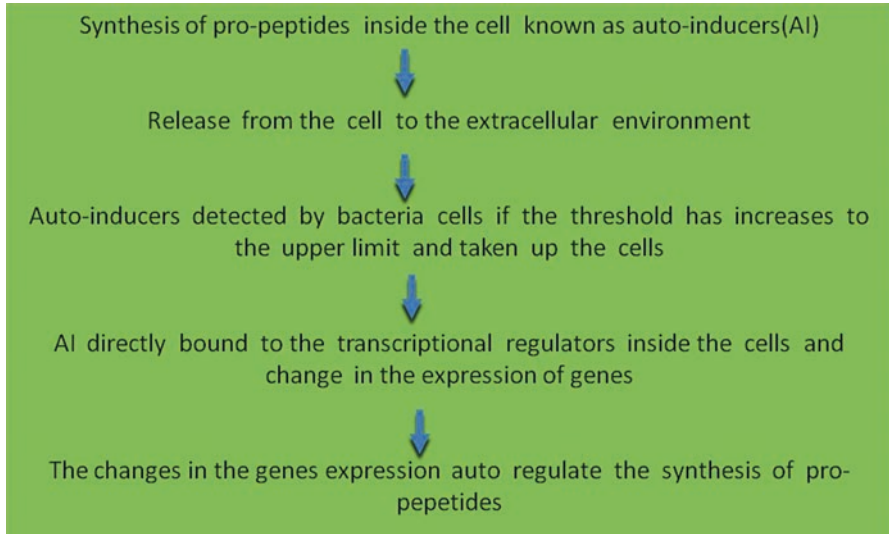 Synthesis of pro-peptides inside the cell known as auto-inducers(AI)
Release from the cell to the extracellular environment
Auto-inducers detected by bacteria cells if the threshold has increases to
the upper limit and taken up the cells
AI directly bound to the transcriptional regulators inside the cells and
change in the expression of genes
The changes in the genes expression auto regulate the synthesis of pro-
pepetides